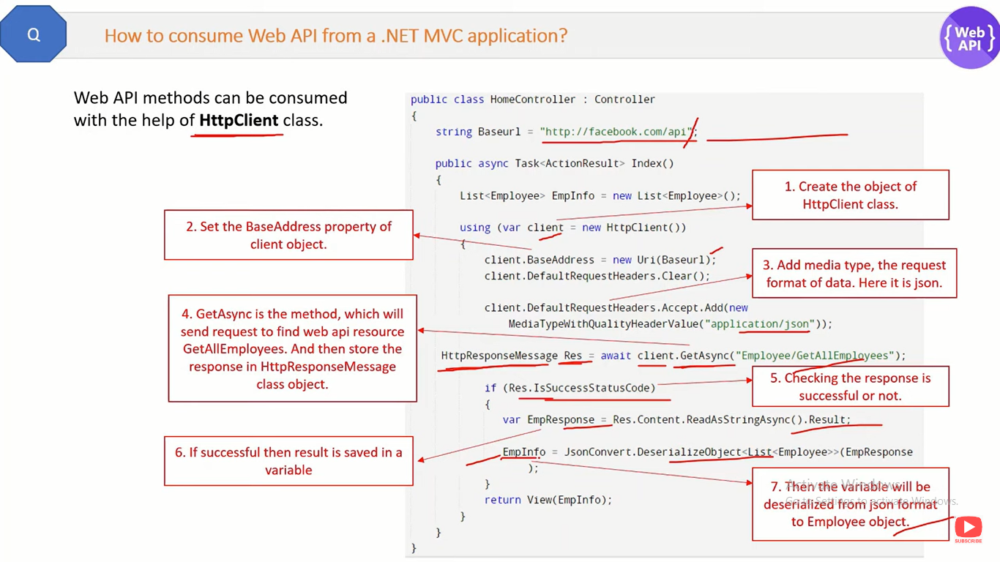 Q
How to consume Web API from a .NET MVC application?
{Web
API}
Web API methods can be consumed
with the help of HttpClient class.
public class HomeController : Controller
{
string Baseurl = "http://facebook.com/api";
public async Task<ActionResult> Index()
{
List<Employee> EmpInfo = new List<Employee>();
1. Create the object of
HttpClient class.
using (var client = new HttpClient())
{
2. Set the BaseAddress property of
client object.
client.BaseAddress = new Uri(Baseurl);
client.DefaultRequestHeaders.Clear();
3. Add media type, the request
format of data. Here it is json.
client.DefaultRequestHeaders.Accept.Add(new
MediaTypeWithQualityHeaderValue("application/json"));
4. GetAsync is the method, which will
send request to find web api resource
GetAllEmployees. And then store the
response in HttpResponseMessage
class object.
HttpResponseMessage Res = await client.GetAsync("Employee/GetAllEmployees");
if (Res.IsSuccessStatusCode)
{
5. Checking the response is
successful or not.
var EmpResponse = Res.Content.ReadAsStringAsync().Result;
6. If successful then result is saved in a
variable
EmpInfo = JsonConvert.DeserializeObject<List<Employee>>(EmpResponse
);
}
return View(EmpInfo);
}
}
}
7. Then the variable will be
deserialized from json format
to Employee object.
Activate Windows
Go to Settings to activate Windows.
SUBSCRIBE